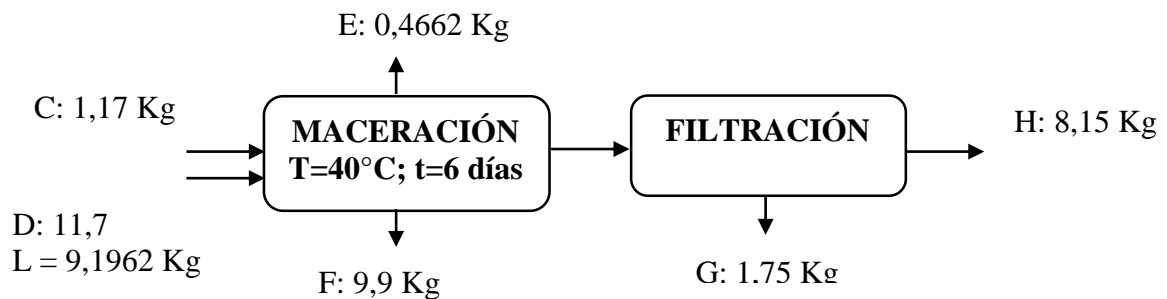 E: 0,4662 Kg
C: 1,17 Kg
MACERACIÓN
T=40°C; t=6 días
FILTRACIÓN
H: 8,15 Kg
D: 11,7
L = 9,1962 Kg
F: 9,9 Kg
G: 1,75 Kg